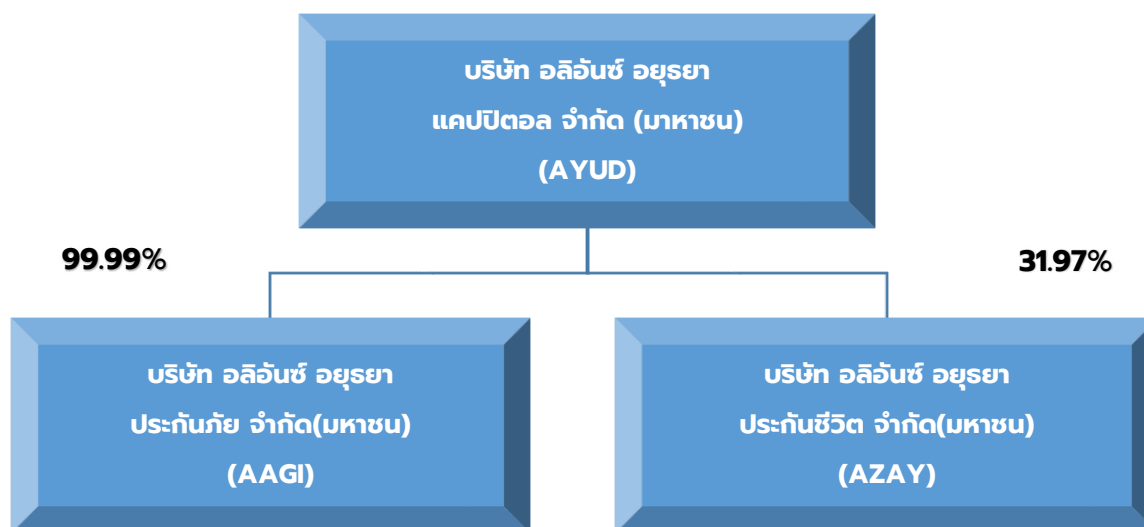 บริษัท อลิอันซ์ อยุธยา
แคปปิตอล จำกัด (มาหาชน)
(AYUD)
99.99%
31.97%
บริษัท อลิอันซ์ อยุธยา
ประกันภัย จำกัด(มหาชน)
(AAGI)
บริษัท อลิอันซ์ อยุธยา
ประกันชีวิต จำกัด(มหาชน)
(AZAY)